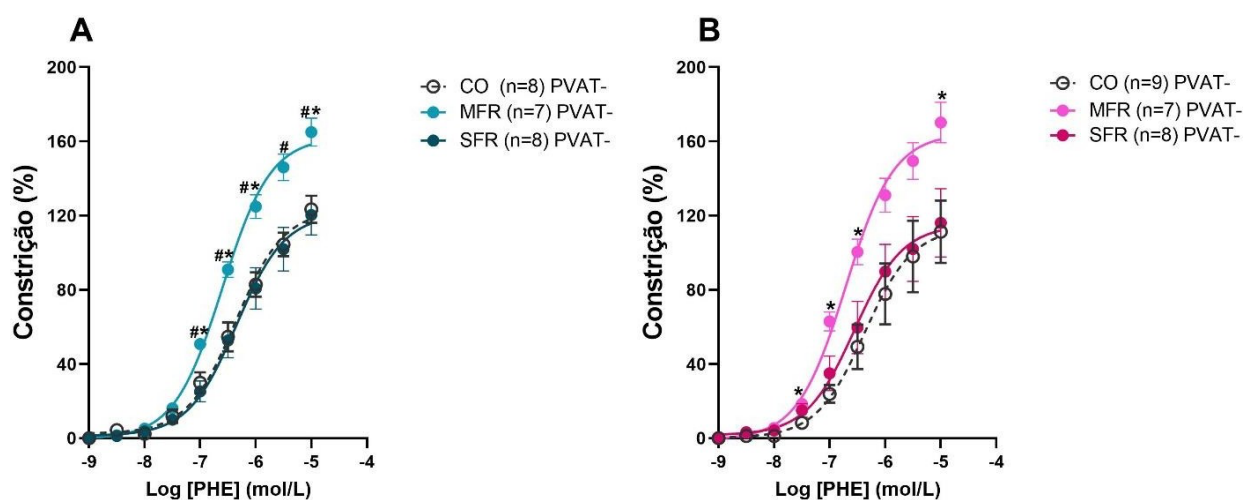 A
Constrição (%)
200
160
120
80
40
0
-9 -8 -7 -6 -5 -4
Log [PHE] (mol/L)
#* #* #* # #*
CO (n=8) PVAT-
MFR (n=7) PVAT-
SFR (n=8) PVAT-
B
Constrição (%)
200
160
120
80
40
0
-9 -8 -7 -6 -5 -4
Log [PHE] (mol/L)
* * * *
CO (n=9) PVAT-
MFR (n=7) PVAT-
SFR (n=8) PVAT-